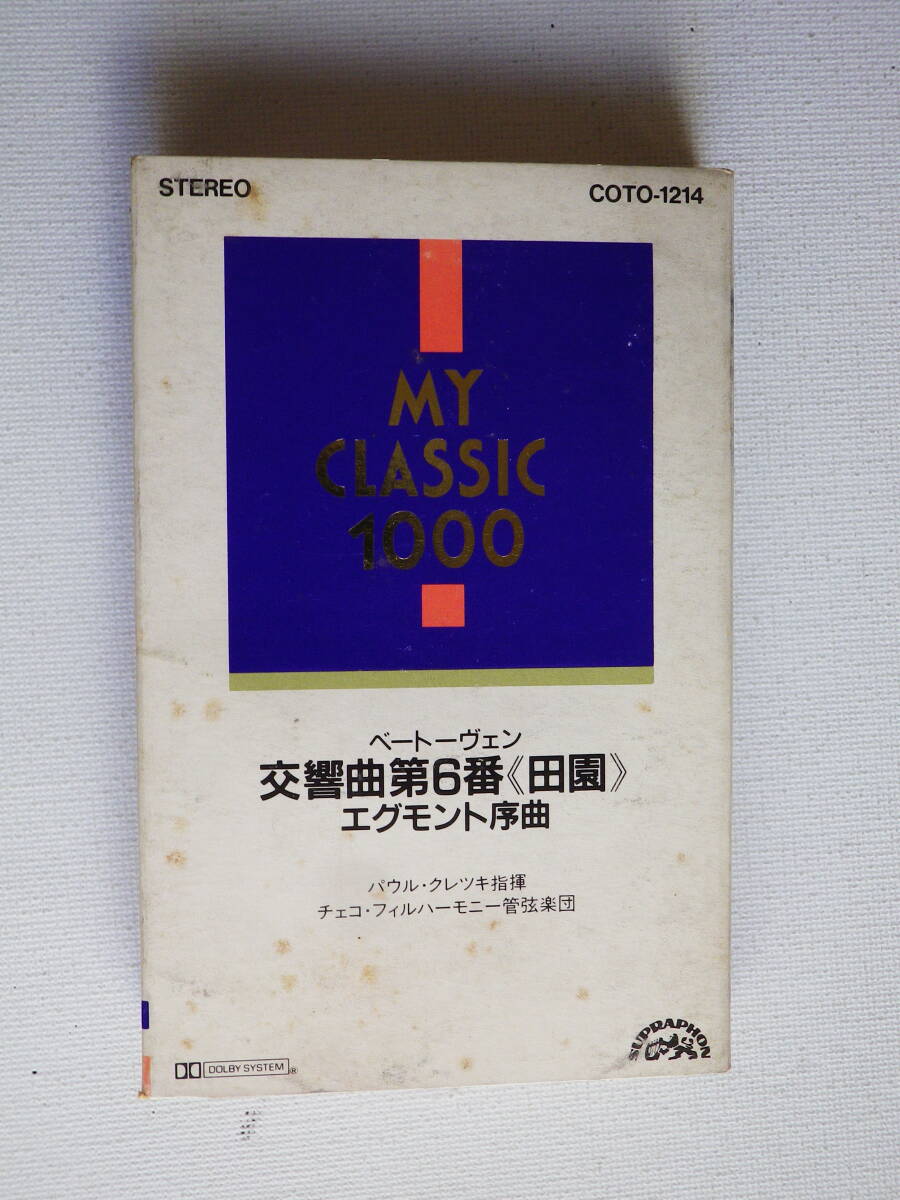 STEREO
COTO-1214
MY
CLASSIC
1000
ベートーヴェン
交響曲第6番《田園》
エグモント序曲
パウル・クレツキ指揮
チェコ・フィルハーモニー管弦楽団
SUPRAPHON
DOLBY SYSTEM ®